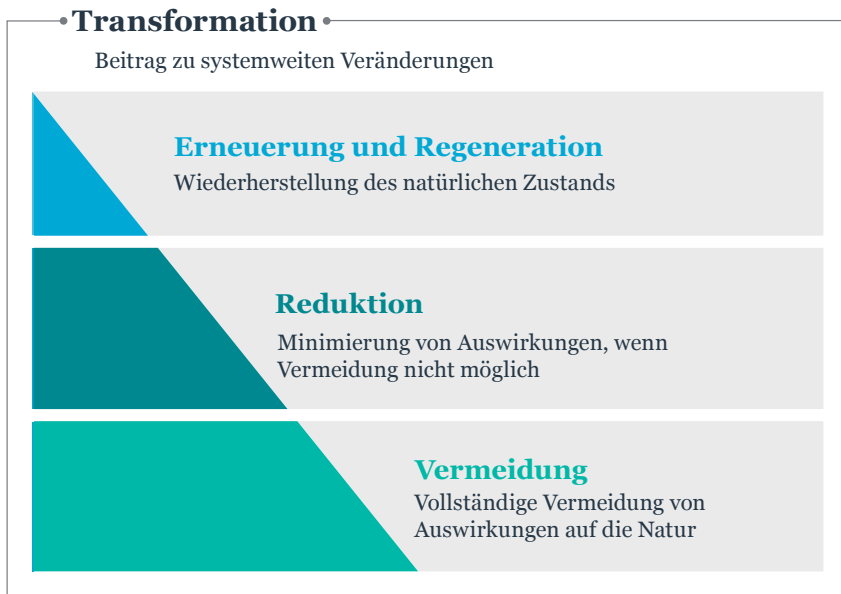 Transformation
Beitrag zu systemweiten Veränderungen
Erneuerung und Regeneration
Wiederherstellung des natürlichen Zustands
Reduktion
Minimierung von Auswirkungen, wenn
Vermeidung nicht möglich
Vermeidung
Vollständige Vermeidung von
Auswirkungen auf die Natur